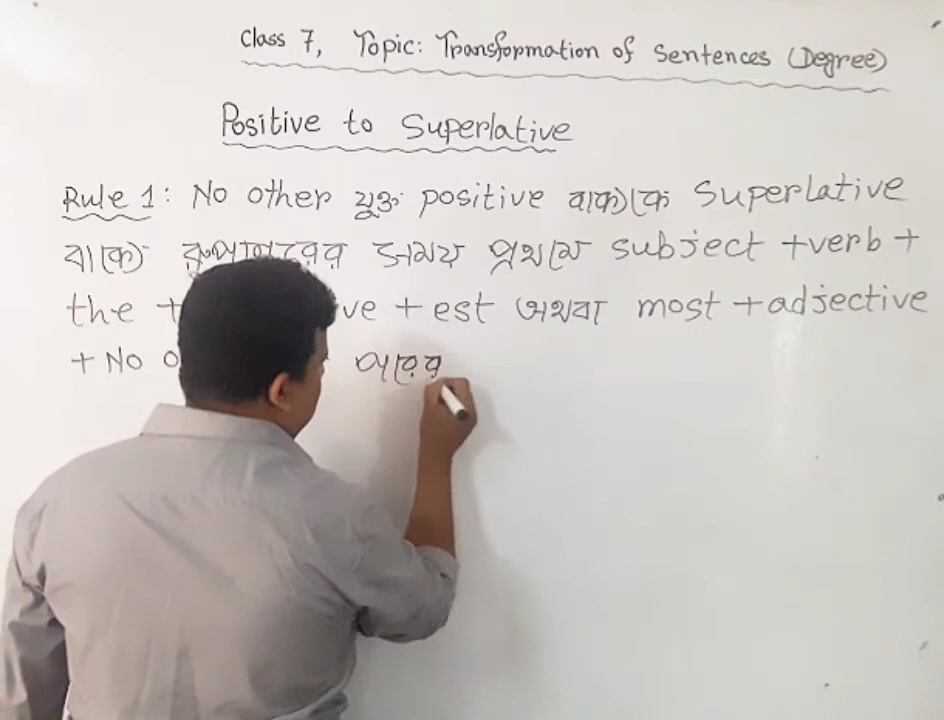 Class 7, Topic: Transformation of Sentences (Degree)
Positive to Superlative
Rule 1: No other যুক্ত positive বাক্যকে Superlative
বাক্যে রূপান্তরের সময় প্রথমে subject +verb +
the + ve + est অথবা most +adjective
+ No পরের